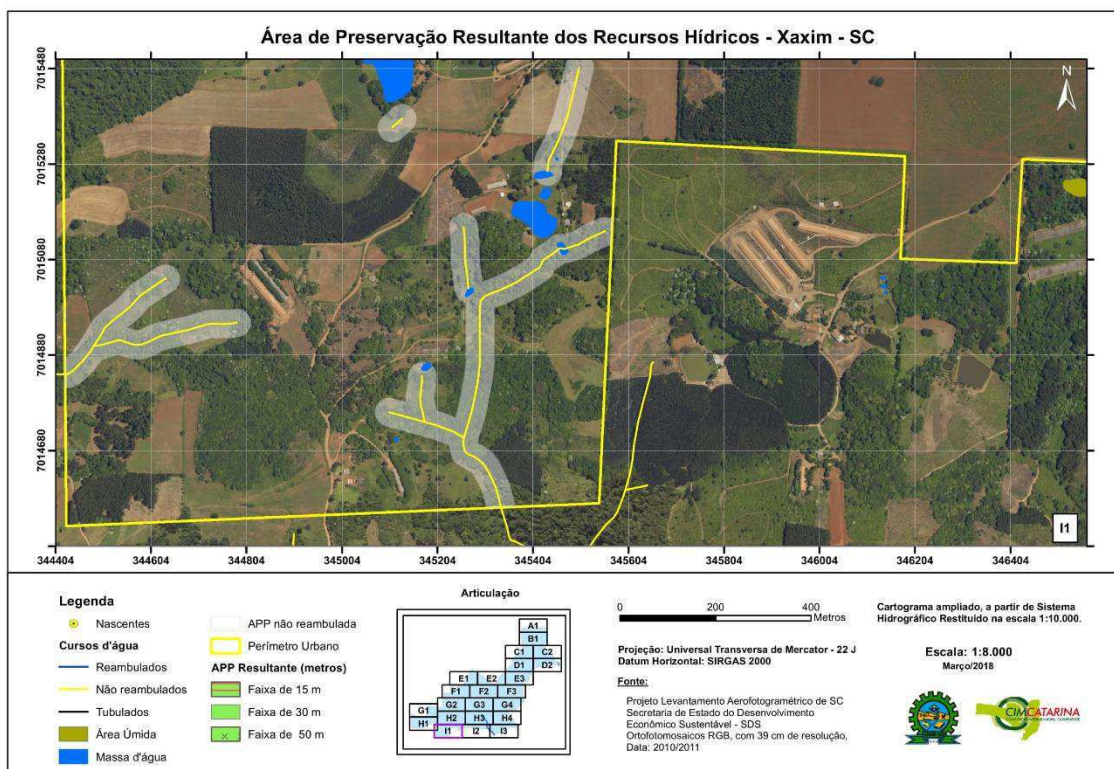 Área de Preservação Resultante dos Recursos Hídricos - Xaxim - SC
N
7015480
7015280
7015080
7014880
7014680
I1
344404 344604 344804 345004 345204 345404 345604 345804 346004 346204 346404
Legenda
Nascentes
Cursos d'água
Reambulados
Não reambulados
Tubulados
Área Úmida
Massa d'água
APP não reambulada
Perímetro Urbano
APP Resultante (metros)
Faixa de 15 m
Faixa de 30 m
Faixa de 50 m
Articulação
A1
B1
C1 C2
D1 D2
E1 E2 E3
F1 F2 F3
G1 G2 G3 G4
H1 H2 H3 H4
I1 I2 I3
0 200 400
Metros
Projeção: Universal Transversa de Mercator - 22 J
Datum Horizontal: SIRGAS 2000
Fonte:
Projeto Levantamento Aerofotogramétrico de SC
Secretaria de Estado do Desenvolvimento
Econômico Sustentável - SDS
Ortofotomosaicos RGB, com 39 cm de resolução,
Data: 2010/2011
Cartograma ampliado, a partir de Sistema
Hidrográfico Restituído na escala 1:10.000.
Escala: 1:8.000
Março/2018
CIMCATARINA